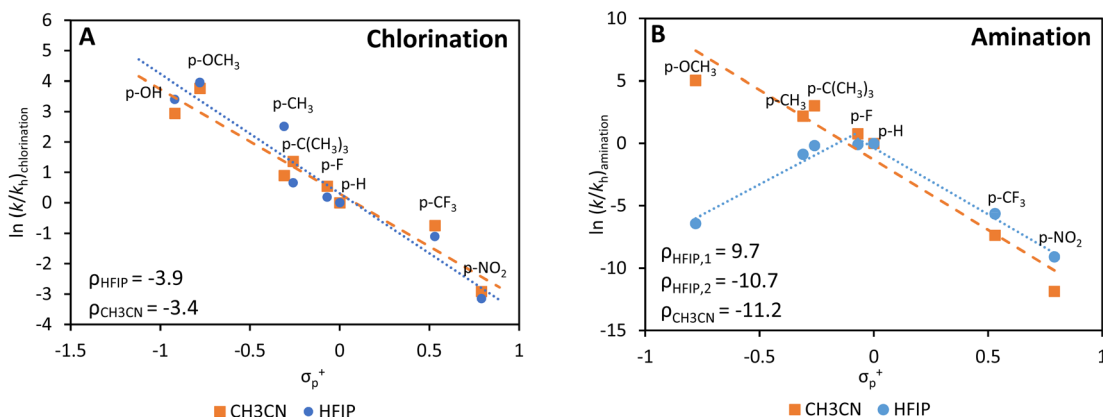 A
Chlorination
6
5
4
3
2
1
0
-1
-2
-3
-4
ln (k/kₕ)chlorination
p-OCH₃
p-OH
p-CH₃
p-C(CH₃)₃
p-F
p-H
p-CF₃
p-NO₂
ρHFIP = -3.9
ρCH3CN = -3.4
-1.5
-1
-0.5
0
0.5
1
σₚ⁺
CH3CN
HFIP
B
Amination
10
5
0
-5
-10
-15
ln (k/kₕ)amination
p-OCH₃
p-C(CH₃)₃
p-CH₃
p-F
p-H
p-CF₃
p-NO₂
ρHFIP,1 = 9.7
ρHFIP,2 = -10.7
ρCH3CN = -11.2
-1
-0.5
0
0.5
1
σₚ⁺
CH3CN
HFIP